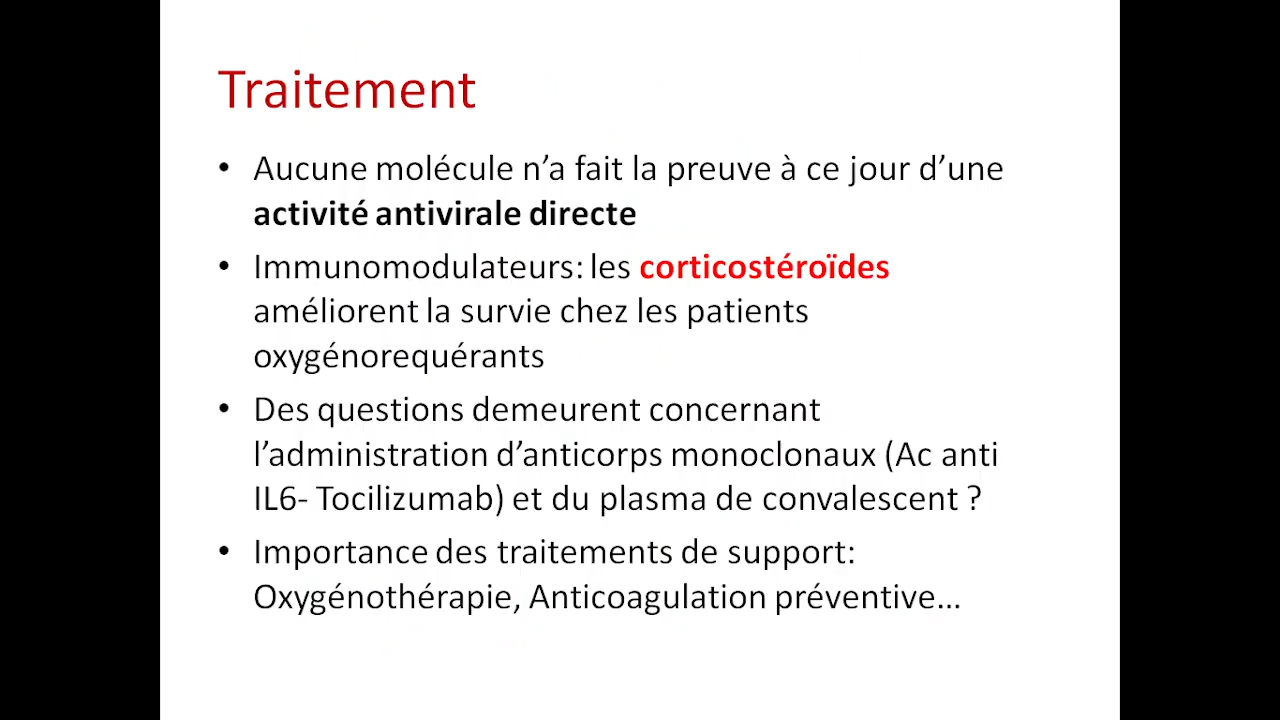 Traitement
• Aucune molécule n’a fait la preuve à ce jour d’une
activité antivirale directe
• Immunomodulateurs: les corticostéroïdes
améliorent la survie chez les patients
oxygénorequérants
• Des questions demeurent concernant
l’administration d’anticorps monoclonaux (Ac anti
IL6- Tocilizumab) et du plasma de convalescent ?
• Importance des traitements de support:
Oxygénothérapie, Anticoagulation préventive…